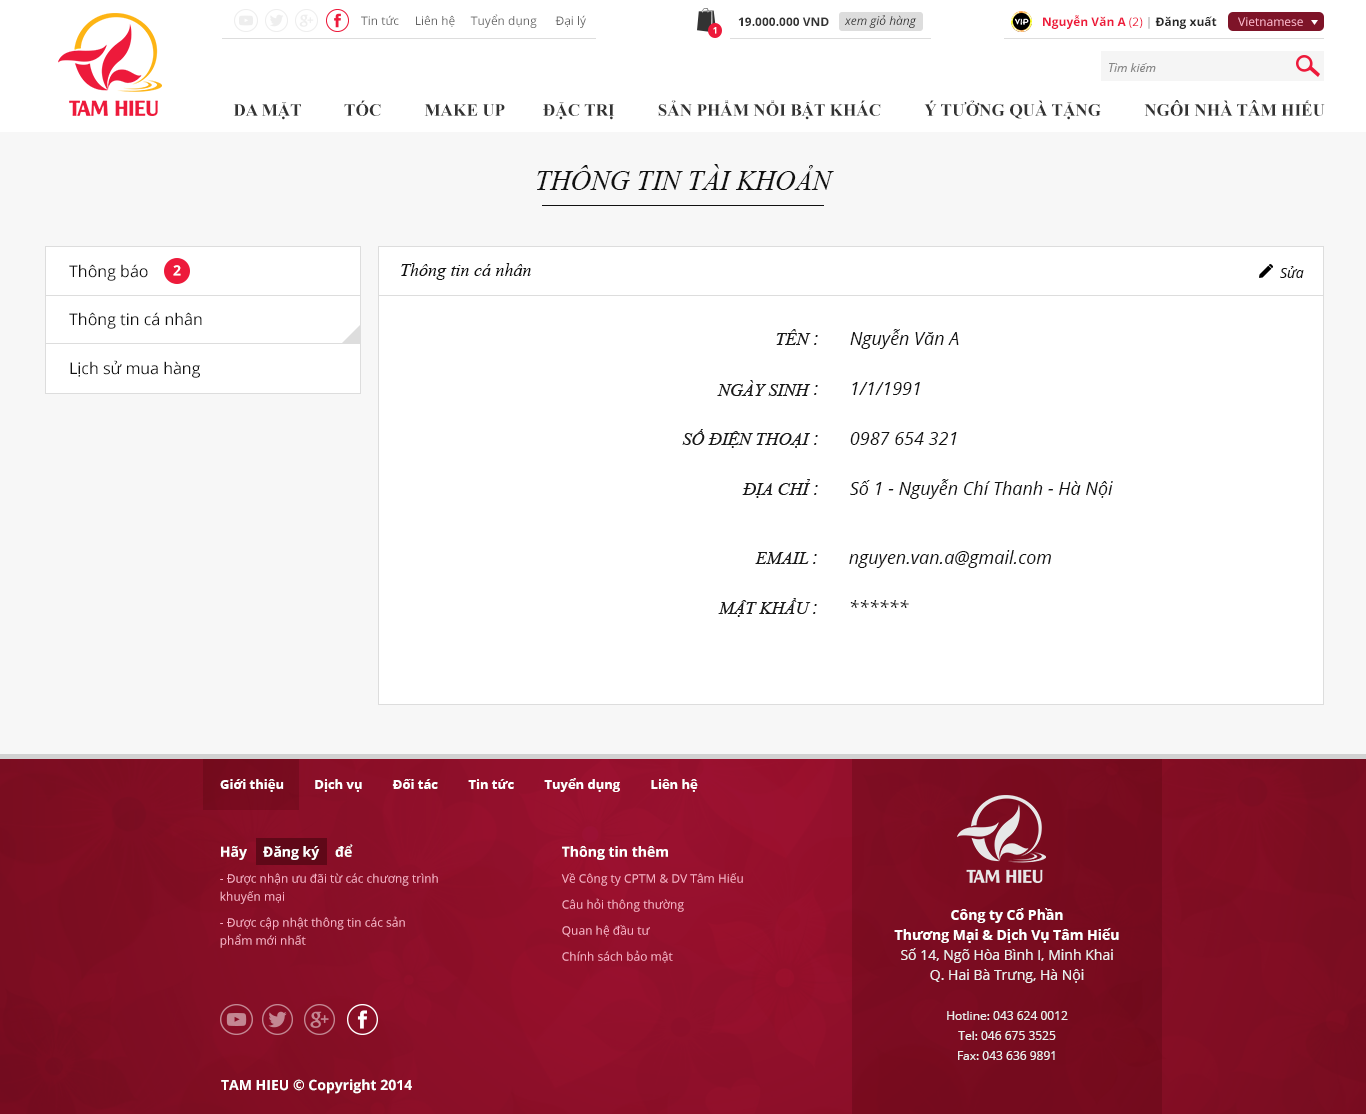 Tin tức Liên hệ Tuyển dụng Đại lý
1
19.000.000 VND xem giỏ hàng
VIP Nguyễn Văn A (2) | Đăng xuất Vietnamese
Tìm kiếm
TAM HIEU
DA MẶT TÓC MAKE UP ĐẶC TRỊ SẢN PHẨM NỔI BẬT KHÁC Ý TƯỞNG QUÀ TẶNG NGÔI NHÀ TÂM HIẾU
THÔNG TIN TÀI KHOẢN
Thông báo 2
Thông tin cá nhân
Lịch sử mua hàng
Thông tin cá nhân Sửa
TÊN : Nguyễn Văn A
NGÀY SINH : 1/1/1991
SỐ ĐIỆN THOẠI : 0987 654 321
ĐỊA CHỈ : Số 1 - Nguyễn Chí Thanh - Hà Nội
EMAIL : nguyen.van.a@gmail.com
MẬT KHẨU : ******
Giới thiệu Dịch vụ Đối tác Tin tức Tuyển dụng Liên hệ
Hãy Đăng ký để
- Được nhận ưu đãi từ các chương trình
khuyến mại
- Được cập nhật thông tin các sản
phẩm mới nhất
Thông tin thêm
Về Công ty CPTM & DV Tâm Hiếu
Câu hỏi thông thường
Quan hệ đầu tư
Chính sách bảo mật
TAM HIEU
Công ty Cổ Phần
Thương Mại & Dịch Vụ Tâm Hiếu
Số 14, Ngõ Hòa Bình I, Minh Khai
Q. Hai Bà Trưng, Hà Nội
Hotline: 043 624 0012
Tel: 046 675 3525
Fax: 043 636 9891
TAM HIEU © Copyright 2014